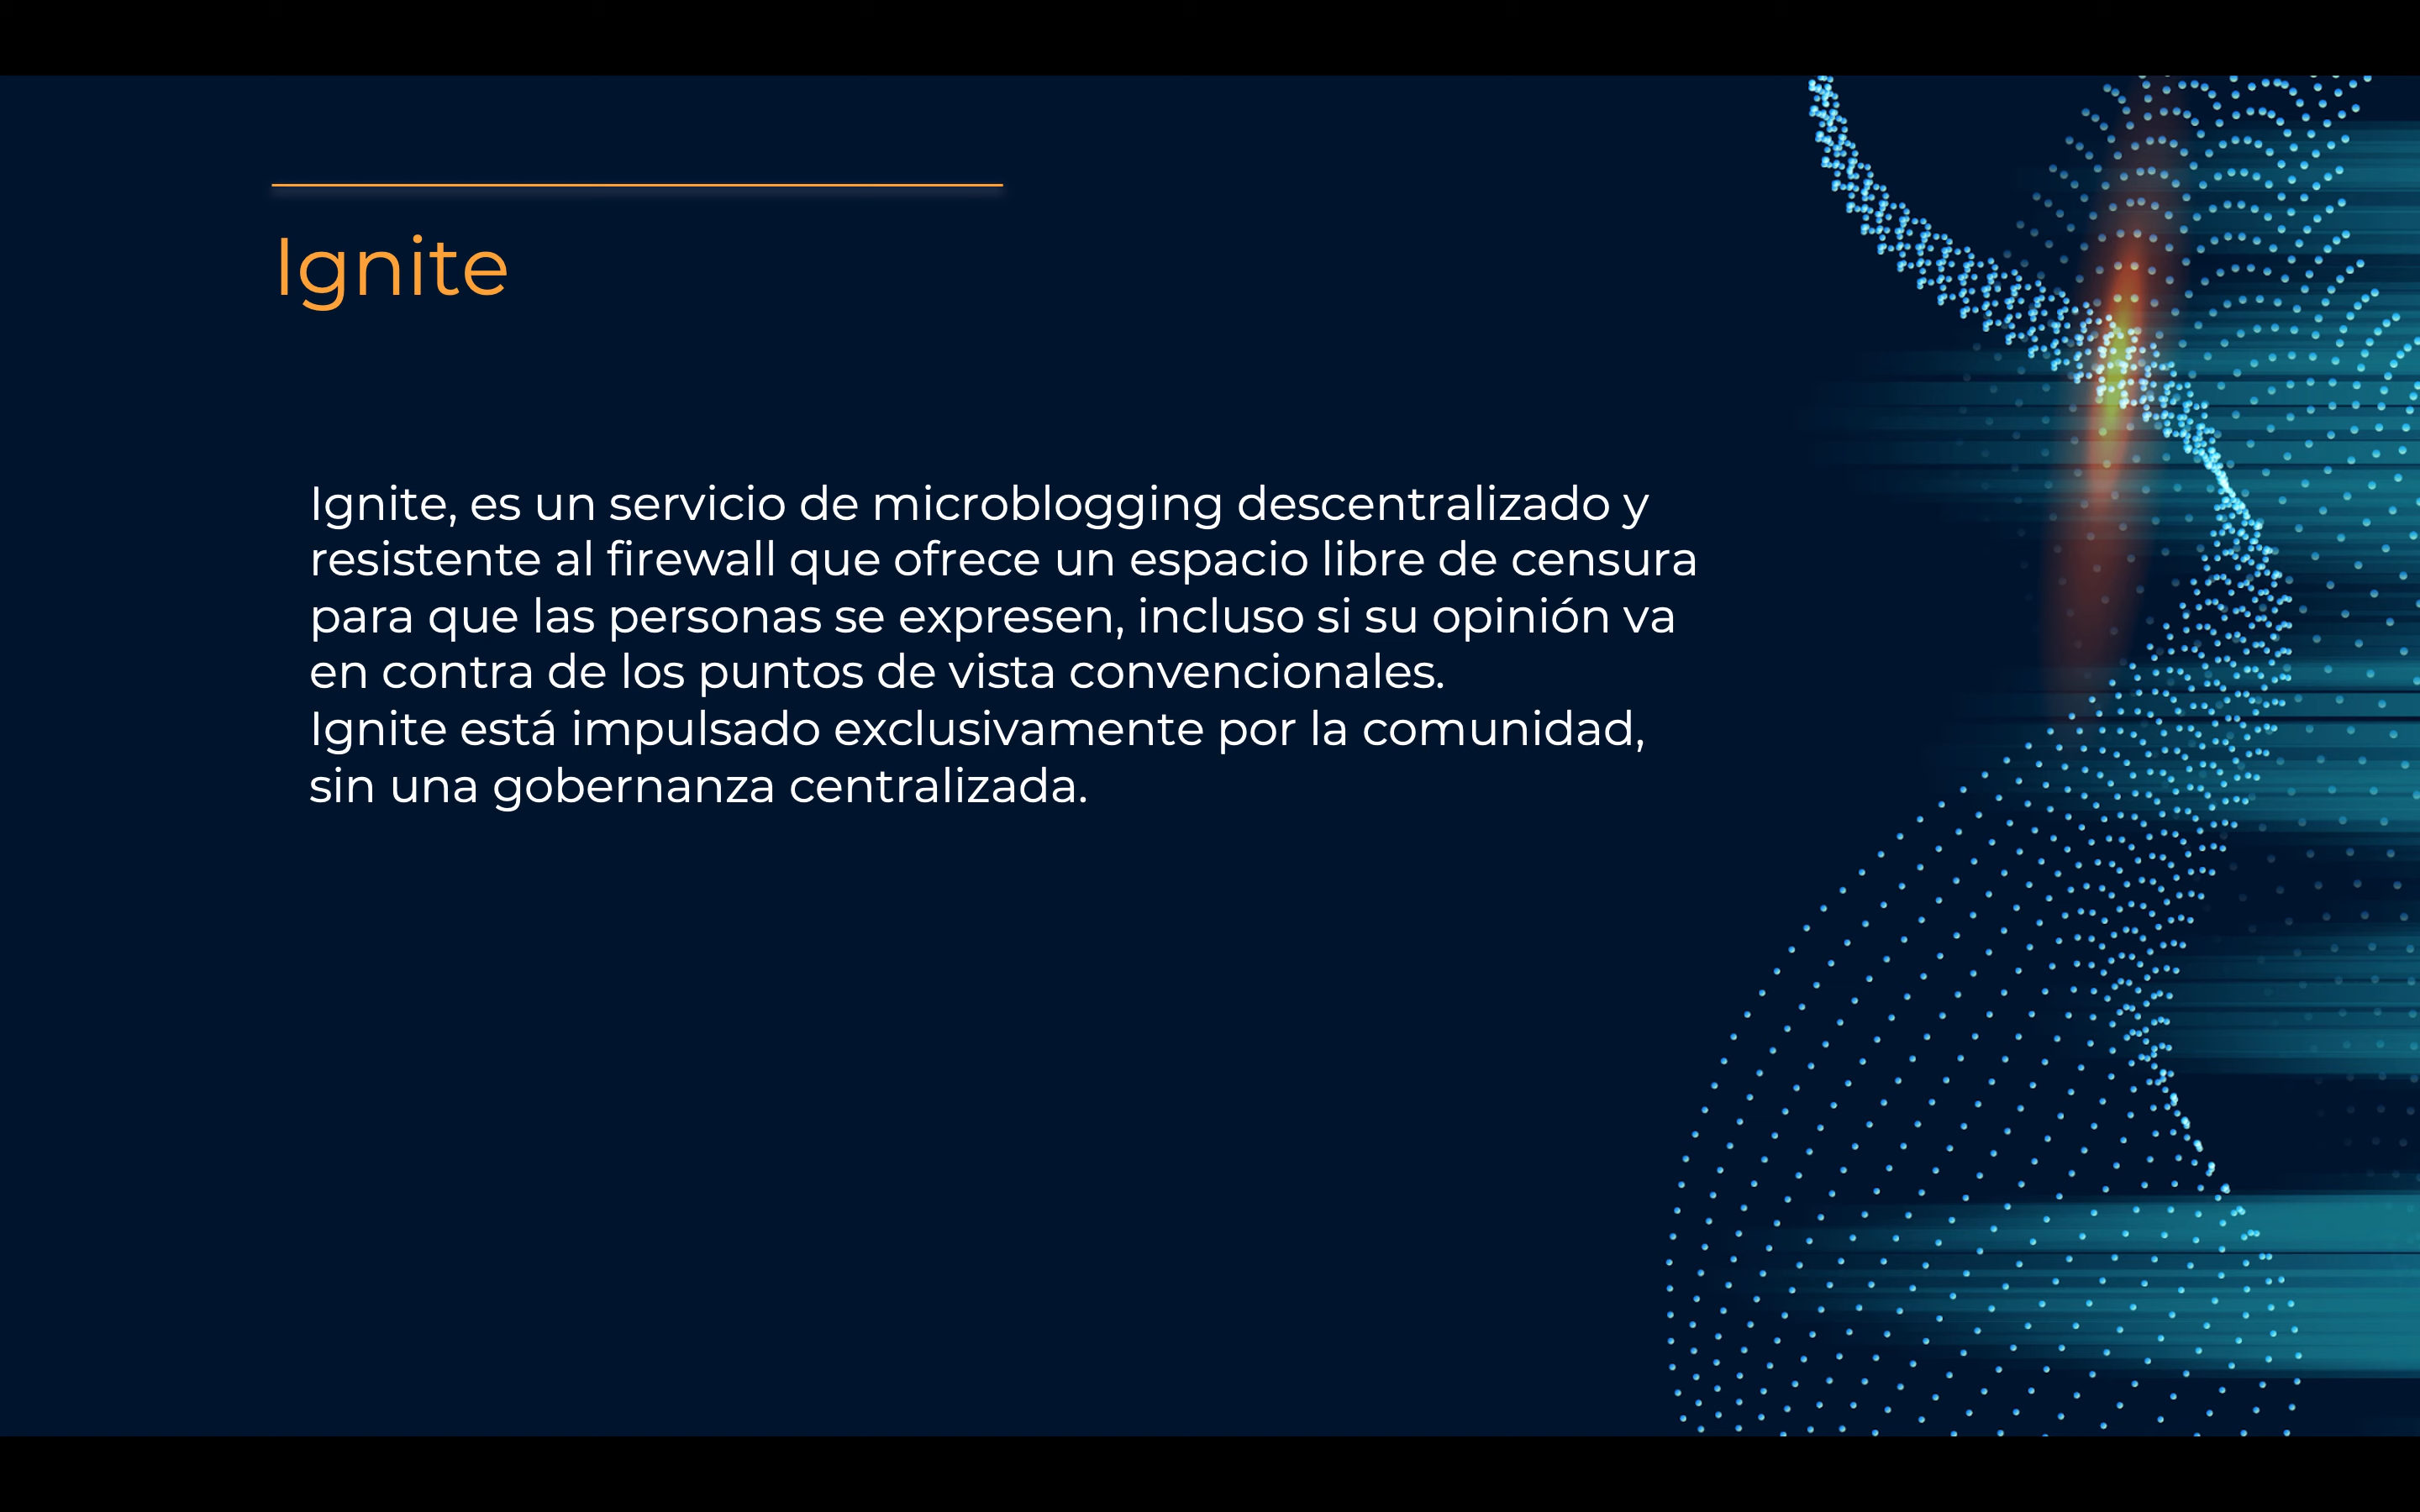 Ignite
Ignite, es un servicio de microblogging descentralizado y
resistente al firewall que ofrece un espacio libre de censura
para que las personas se expresen, incluso si su opinión va
en contra de los puntos de vista convencionales.
Ignite está impulsado exclusivamente por la comunidad,
sin una gobernanza centralizada.